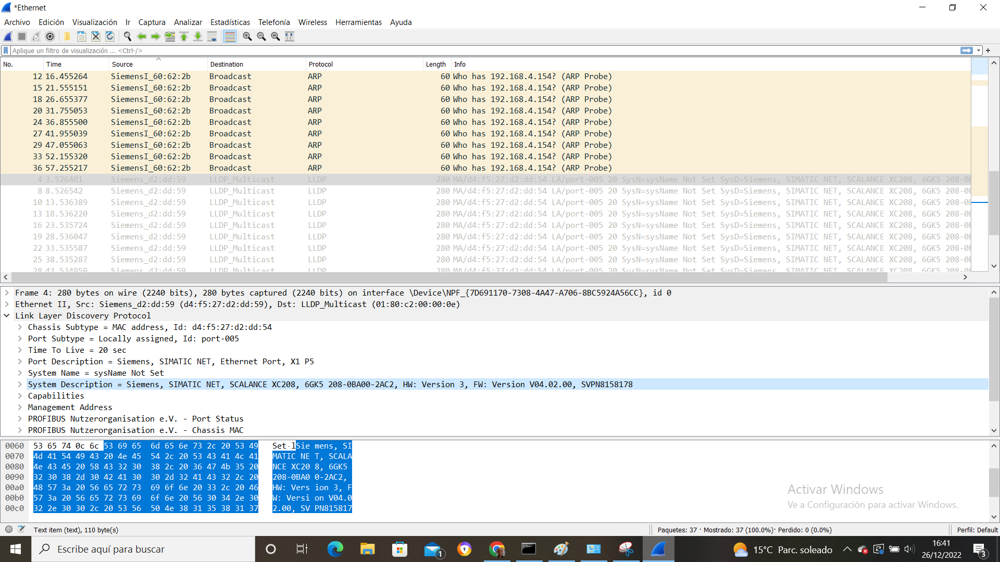 *Ethernet
Archivo Edición Visualización Ir Captura Analizar Estadísticas Telefonía Wireless Herramientas Ayuda
Aplique un filtro de visualización ... <Ctrl-/>
No. Time Source Destination Protocol Length Info
12 16.455264 SiemensI_60:62:2b Broadcast ARP 60 Who has 192.168.4.154? (ARP Probe)
15 21.555151 SiemensI_60:62:2b Broadcast ARP 60 Who has 192.168.4.154? (ARP Probe)
18 26.655377 SiemensI_60:62:2b Broadcast ARP 60 Who has 192.168.4.154? (ARP Probe)
20 31.755053 SiemensI_60:62:2b Broadcast ARP 60 Who has 192.168.4.154? (ARP Probe)
24 36.855500 SiemensI_60:62:2b Broadcast ARP 60 Who has 192.168.4.154? (ARP Probe)
27 41.955039 SiemensI_60:62:2b Broadcast ARP 60 Who has 192.168.4.154? (ARP Probe)
29 47.055063 SiemensI_60:62:2b Broadcast ARP 60 Who has 192.168.4.154? (ARP Probe)
33 52.155320 SiemensI_60:62:2b Broadcast ARP 60 Who has 192.168.4.154? (ARP Probe)
36 57.255217 SiemensI_60:62:2b Broadcast ARP 60 Who has 192.168.4.154? (ARP Probe)
4 3.526401 Siemens_d2:dd:59 LLDP_Multicast LLDP 280 MA/d4:f5:27:d2:dd:54 LA/port-005 20 SysN=sysName Not Set SysD=Siemens, SIMATIC NET, SCALANCE XC208, 6GK5 208-0B
8 8.526542 Siemens_d2:dd:59 LLDP_Multicast LLDP 280 MA/d4:f5:27:d2:dd:54 LA/port-005 20 SysN=sysName Not Set SysD=Siemens, SIMATIC NET, SCALANCE XC208, 6GK5 208-0B
10 13.536389 Siemens_d2:dd:59 LLDP_Multicast LLDP 280 MA/d4:f5:27:d2:dd:54 LA/port-005 20 SysN=sysName Not Set SysD=Siemens, SIMATIC NET, SCALANCE XC208, 6GK5 208-0B
13 18.536220 Siemens_d2:dd:59 LLDP_Multicast LLDP 280 MA/d4:f5:27:d2:dd:54 LA/port-005 20 SysN=sysName Not Set SysD=Siemens, SIMATIC NET, SCALANCE XC208, 6GK5 208-0B
16 23.535724 Siemens_d2:dd:59 LLDP_Multicast LLDP 280 MA/d4:f5:27:d2:dd:54 LA/port-005 20 SysN=sysName Not Set SysD=Siemens, SIMATIC NET, SCALANCE XC208, 6GK5 208-0B
19 28.536047 Siemens_d2:dd:59 LLDP_Multicast LLDP 280 MA/d4:f5:27:d2:dd:54 LA/port-005 20 SysN=sysName Not Set SysD=Siemens, SIMATIC NET, SCALANCE XC208, 6GK5 208-0B
22 33.535587 Siemens_d2:dd:59 LLDP_Multicast LLDP 280 MA/d4:f5:27:d2:dd:54 LA/port-005 20 SysN=sysName Not Set SysD=Siemens, SIMATIC NET, SCALANCE XC208, 6GK5 208-0B
25 38.535287 Siemens_d2:dd:59 LLDP_Multicast LLDP 280 MA/d4:f5:27:d2:dd:54 LA/port-005 20 SysN=sysName Not Set SysD=Siemens, SIMATIC NET, SCALANCE XC208, 6GK5 208-0B
28 43.534959 Siemens_d2:dd:59 LLDP_Multicast LLDP 280 MA/d4:f5:27:d2:dd:54 LA/port-005 20 SysN=sysName Not Set SysD=Siemens, SIMATIC NET, SCALANCE XC208, 6GK5 208-0B
Frame 4: 280 bytes on wire (2240 bits), 280 bytes captured (2240 bits) on interface \Device\NPF_{7D691170-7308-4A47-A706-8BC5924A56CC}, id 0
Ethernet II, Src: Siemens_d2:dd:59 (d4:f5:27:d2:dd:59), Dst: LLDP_Multicast (01:80:c2:00:00:0e)
Link Layer Discovery Protocol
Chassis Subtype = MAC address, Id: d4:f5:27:d2:dd:54
Port Subtype = Locally assigned, Id: port-005
Time To Live = 20 sec
Port Description = Siemens, SIMATIC NET, Ethernet Port, X1 P5
System Name = sysName Not Set
System Description = Siemens, SIMATIC NET, SCALANCE XC208, 6GK5 208-0BA00-2AC2, HW: Version 3, FW: Version V04.02.00, SVPN8158178
Capabilities
Management Address
PROFIBUS Nutzerorganisation e.V. - Port Status
PROFIBUS Nutzerorganisation e.V. - Chassis MAC
0060 53 65 74 0c 6c 53 69 65 6d 65 6e 73 2c 20 53 49 Set·lSie mens, SI
0070 4d 41 54 49 43 20 4e 45 54 2c 20 53 43 41 4c 41 MATIC NE T, SCALA
0080 4e 43 45 20 58 43 32 30 38 2c 20 36 47 4b 35 20 NCE XC20 8, 6GK5
0090 32 30 38 2d 30 42 41 30 30 2d 32 41 43 32 2c 20 208-0BA0 0-2AC2,
00a0 48 57 3a 20 56 65 72 73 69 6f 6e 20 33 2c 20 46 HW: Vers ion 3, F
00b0 57 3a 20 56 65 72 73 69 6f 6e 20 56 30 34 2e 30 W: Versi on V04.0
00c0 32 2e 30 30 2c 20 53 56 50 4e 38 31 35 38 31 37 2.00, SV PN815817
Activar Windows
Ve a Configuración para activar Windows.
Text item (text), 110 byte(s)
Paquetes: 37 · Mostrado: 37 (100.0%)· Perdido: 0 (0.0%)
Perfil: Default
Escribe aquí para buscar
1
15°C Parc. soleado
16:41
26/12/2022
3